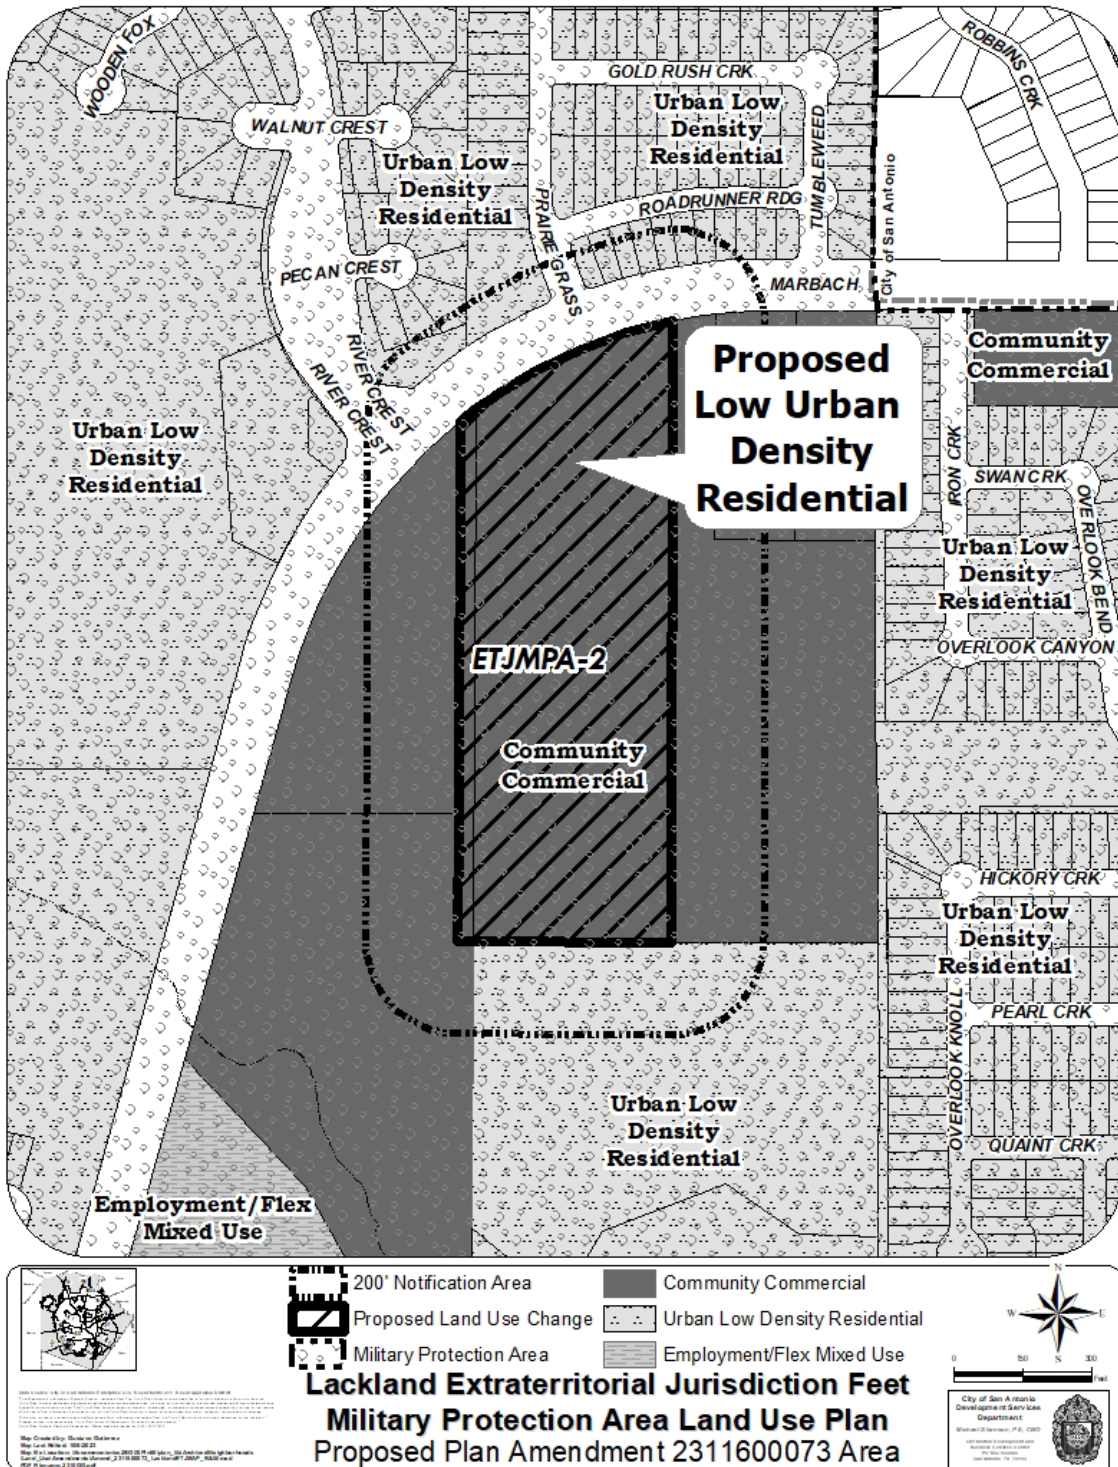 WOODEN FOX
WALNUT CREST
GOLD RUSH CRK
ROBBINS CRK
Urban Low
Density
Residential
Urban Low
Density
Residential
TUMBLEWEED
City of San Antonio
PRAIRIE GRASS
ROADRUNNER RDG
PECAN CREST
MARBACH
RIVER CREST
RIVER CREST
Proposed
Low Urban
Density
Residential
Community
Commercial
Urban Low
Density
Residential
IRON CRK
SWAN CRK
OVERLOOK BEND
Urban Low
Density
Residential
OVERLOOK CANYON
ETJMPA-2
Community
Commercial
HICKORY CRK
Urban Low
Density
Residential
OVERLOOK KNOLL
PEARL CRK
Urban Low
Density
Residential
QUAINT CRK
Employment/Flex
Mixed Use
200' Notification Area
Proposed Land Use Change
Military Protection Area
Community Commercial
Urban Low Density Residential
Employment/Flex Mixed Use
N
W
E
S
0 150 300
Feet
Lackland Extraterritorial Jurisdiction Feet
Military Protection Area Land Use Plan
Proposed Plan Amendment 2311600073 Area
City of San Antonio
Development Services
Department
Map Created by: Gustavo Gutierrez